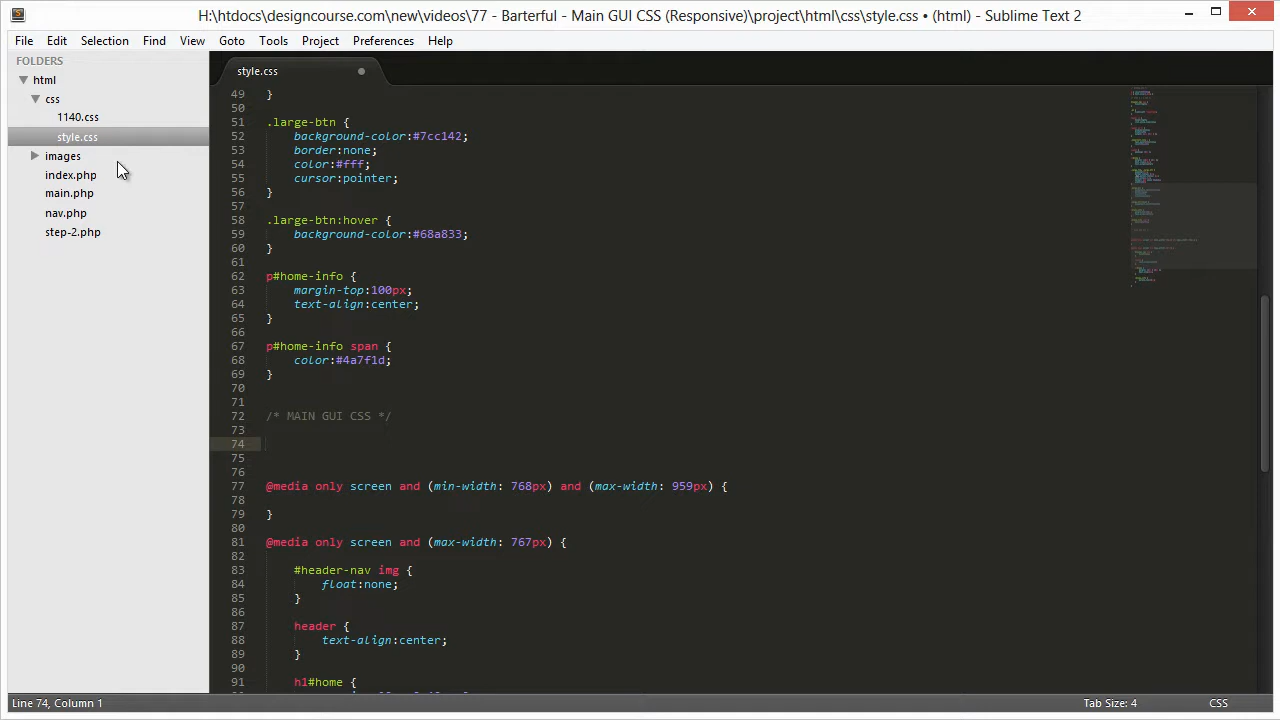 H:\htdocs\designcourse.com\new\videos\77 - Barterful - Main GUI CSS (Responsive)\project\html\css\style.css • (html) - Sublime Text 2
File Edit Selection Find View Goto Tools Project Preferences Help
FOLDERS
html
css
1140.css
style.css
images
index.php
main.php
nav.php
step-2.php
style.css
49 }
50
51 .large-btn {
52 background-color:#7cc142;
53 border:none;
54 color:#fff;
55 cursor:pointer;
56 }
57
58 .large-btn:hover {
59 background-color:#68a833;
60 }
61
62 p#home-info {
63 margin-top:100px;
64 text-align:center;
65 }
66
67 p#home-info span {
68 color:#4a7f1d;
69 }
70
71
72 /* MAIN GUI CSS */
73
74
75
76
77 @media only screen and (min-width: 768px) and (max-width: 959px) {
78
79 }
80
81 @media only screen and (max-width: 767px) {
82
83 #header-nav img {
84 float:none;
85 }
86
87 header {
88 text-align:center;
89 }
90
91 h1#home {
Line 74, Column 1
Tab Size: 4
CSS